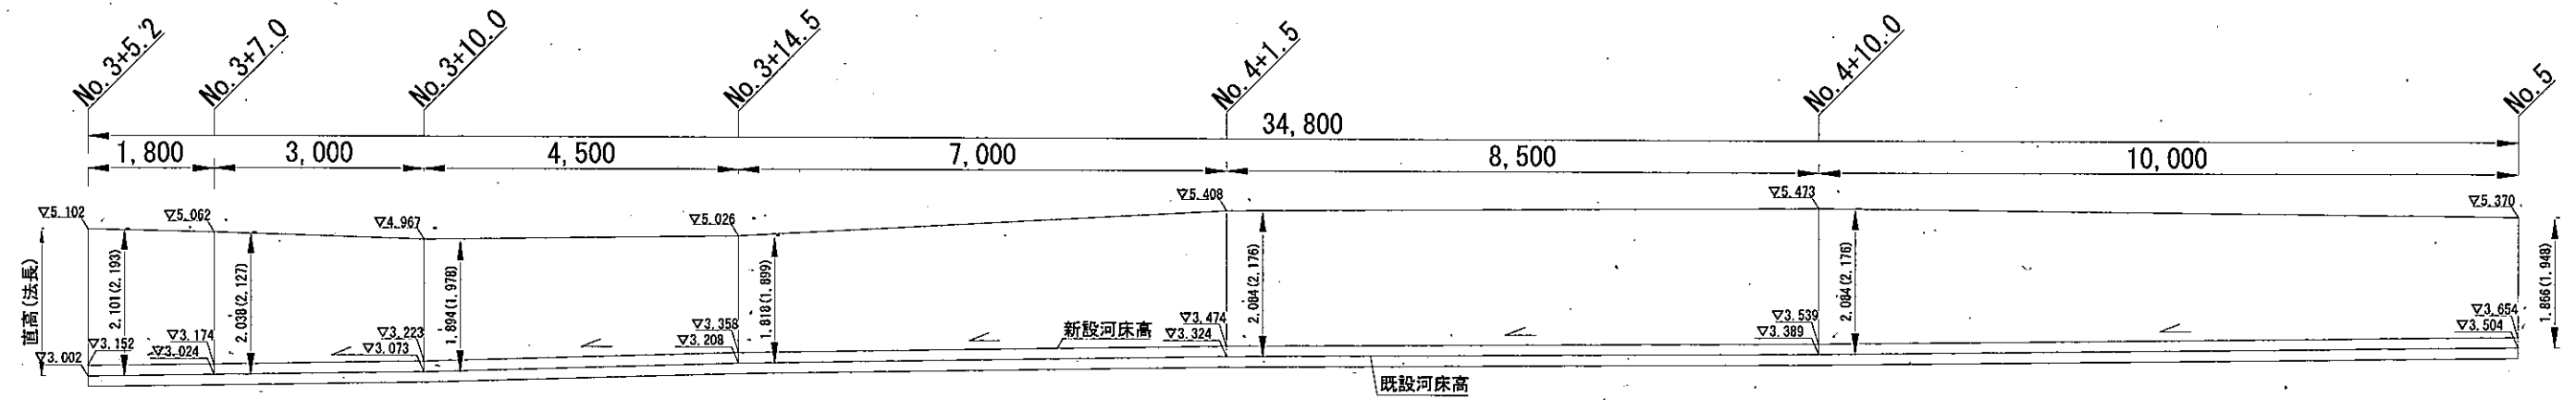 No. 3+5. 2
No. 3+7. 0
No. 3+10. 0
No. 3+14. 5
No. 4+1. 5
No. 4+10. 0
No. 5
34, 800
1, 800
3, 000
4, 500
7, 000
8, 500
10, 000
▽5. 102
▽5. 062
▽4. 967
▽5. 026
▽5. 408
▽5. 473
▽5. 370
直高(法長)
2. 101(2. 193)
2. 038(2. 127)
1. 894(1. 978)
1. 818(1. 899)
2. 084(2. 176)
2. 084(2. 176)
1. 866(1. 948)
▽3. 152
▽3. 002
▽3. 174
▽3. 024
▽3. 223
▽3. 073
▽3. 358
▽3. 208
新設河床高
▽3. 474
▽3. 324
▽3. 539
▽3. 389
▽3. 654
▽3. 504
既設河床高